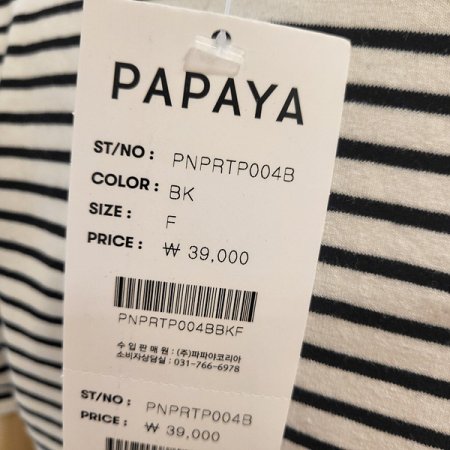 PAPAYA
ST/NO : PNPRTP004B
COLOR : BK
SIZE : F
PRICE : ₩ 39,000
PNPRTP004BBKF
수 입 판 매 원 : (주)파파야코리아
소비자상담실 : 031-766-6978
ST/NO : PNPRTP004B
PRICE : ₩ 39,000